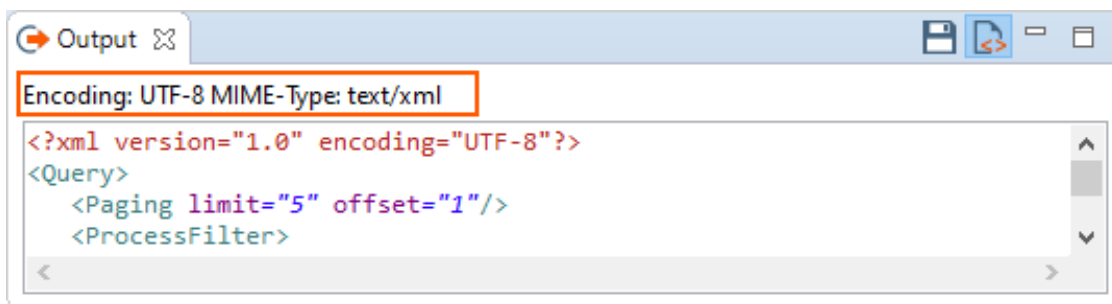 Output
Encoding: UTF-8 MIME-Type: text/xml
<?xml version="1.0" encoding="UTF-8"?>
<Query>
<Paging limit="5" offset="1"/>
<ProcessFilter>